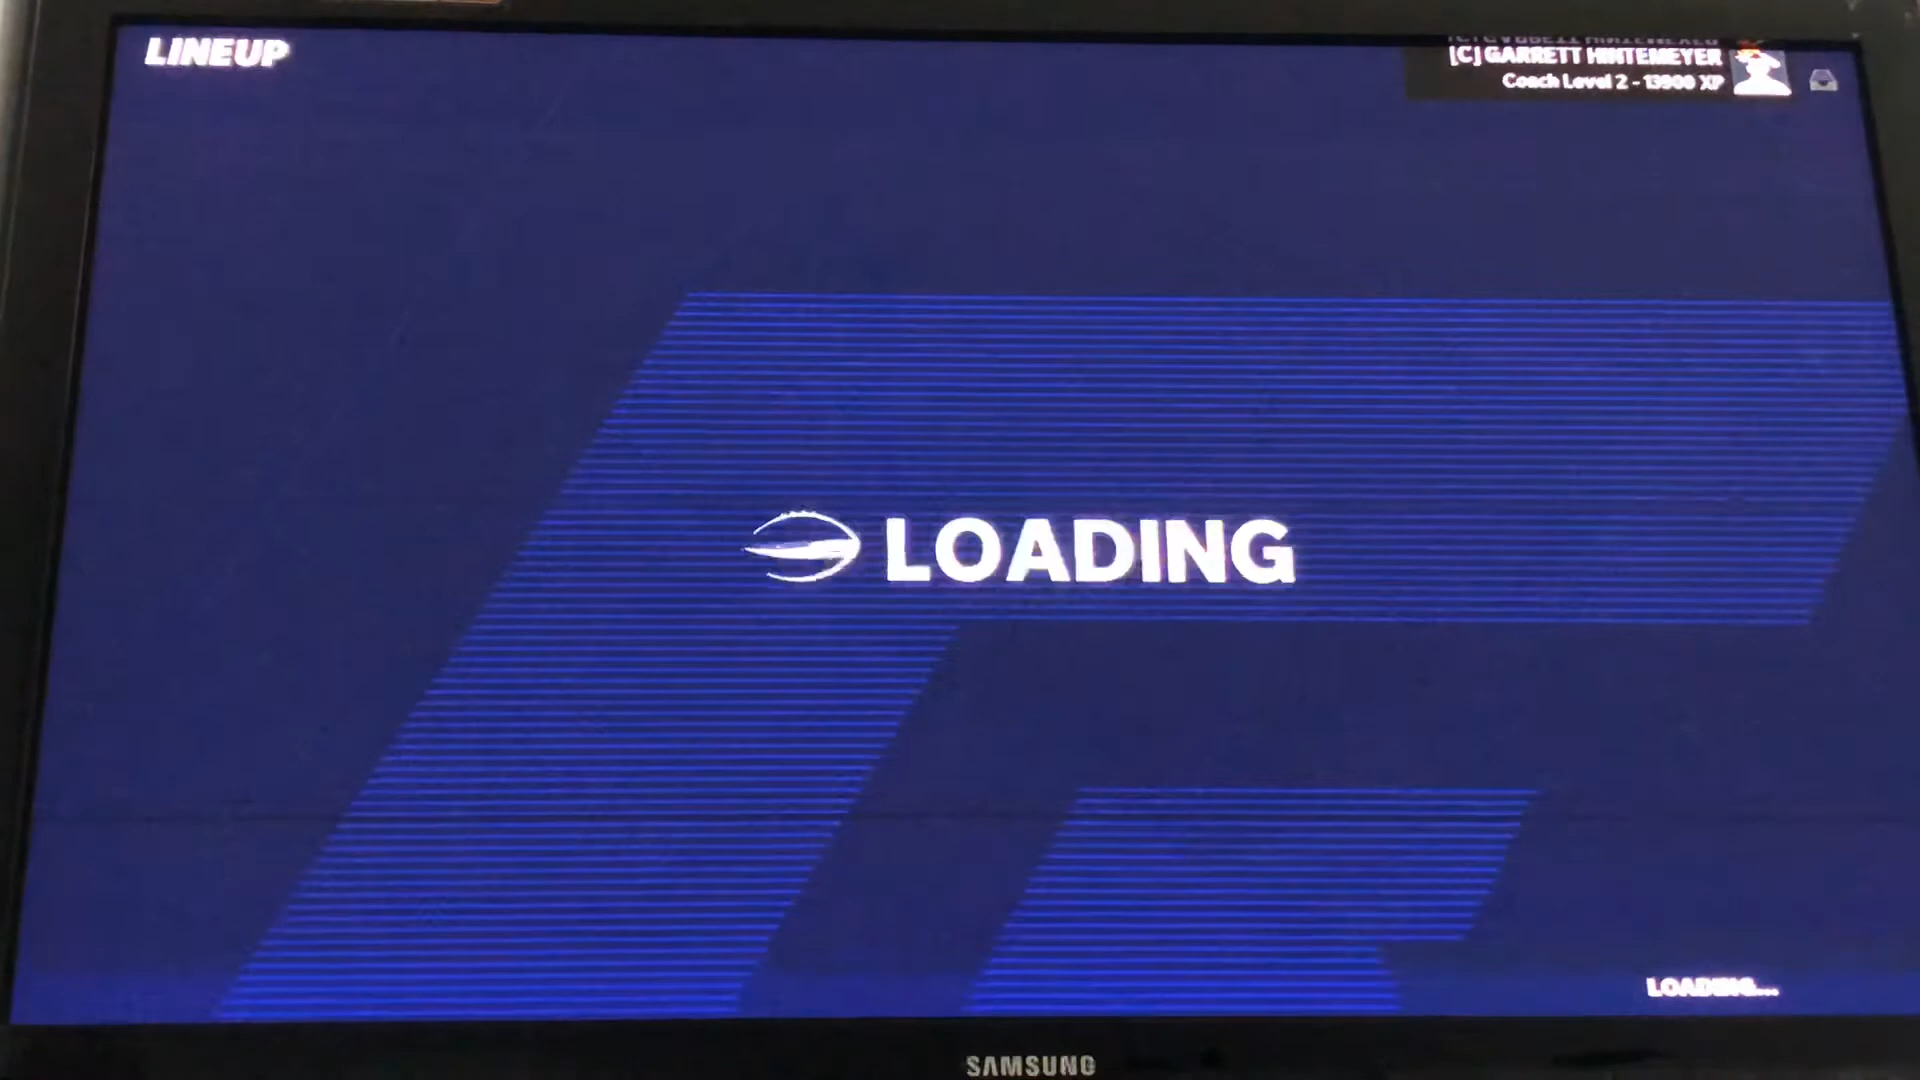 LINEUP
[C] GARRETT HINTEMEYER
Coach Level 2 - 13900 XP
LOADING
LOADING...
SAMSUNG